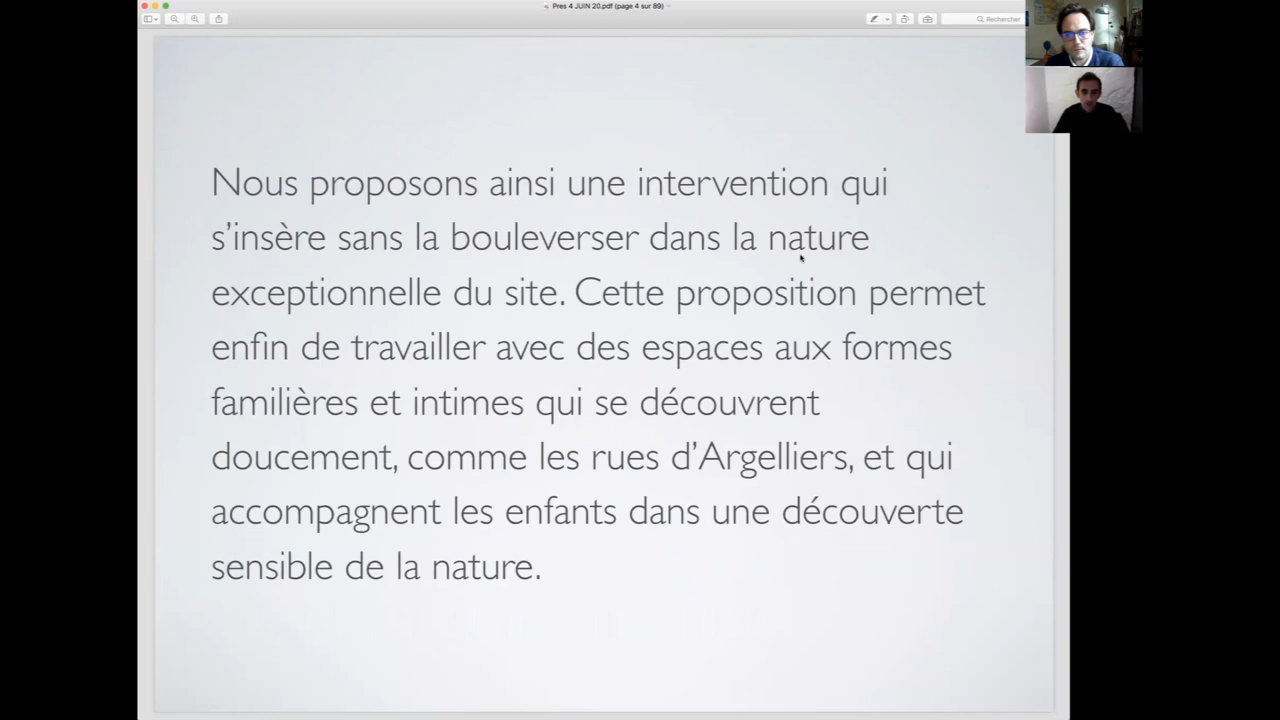 Pres 4 JUIN 20.pdf (page 4 sur 89)
Rechercher
Nous proposons ainsi une intervention qui
s’insère sans la bouleverser dans la nature
exceptionnelle du site. Cette proposition permet
enfin de travailler avec des espaces aux formes
familières et intimes qui se découvrent
doucement, comme les rues d’Argelliers, et qui
accompagnent les enfants dans une découverte
sensible de la nature.